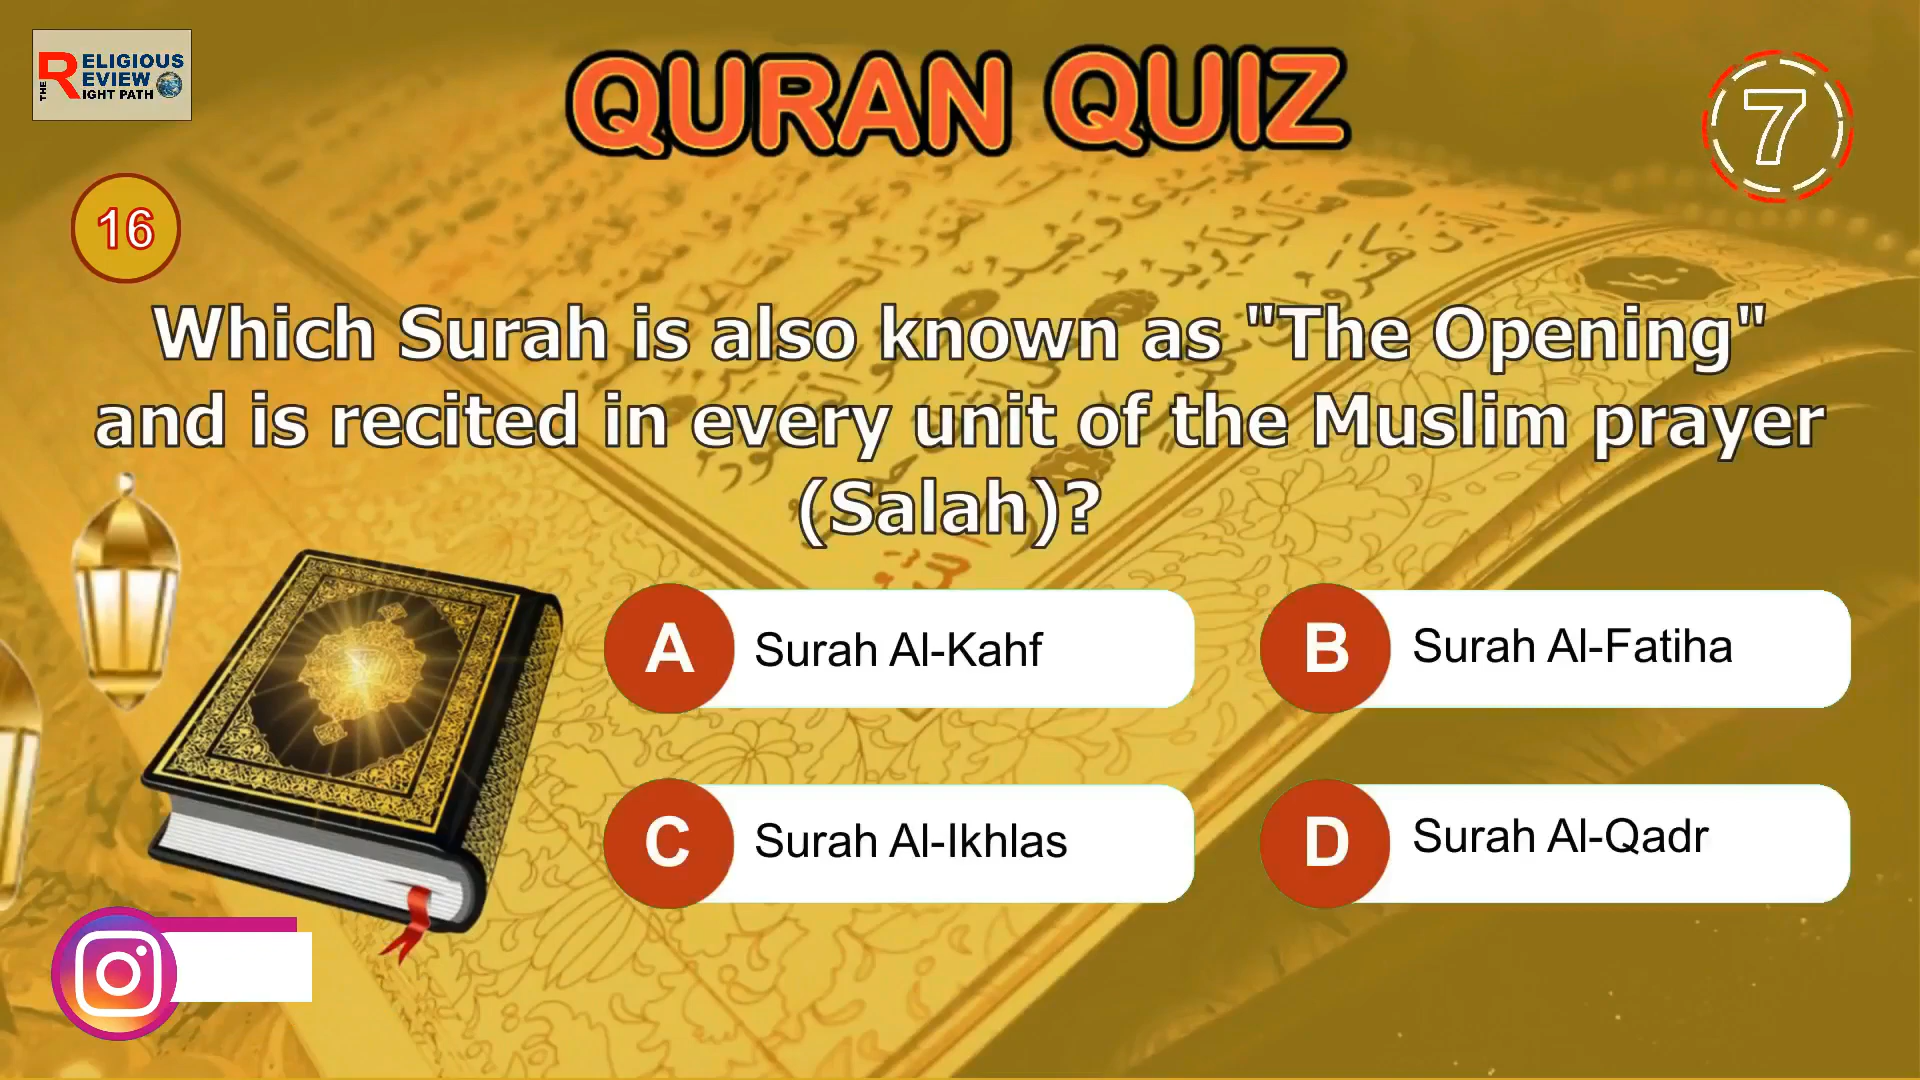 THE RELIGIOUS
REVIEW
RIGHT PATH
QURAN QUIZ
7
16
Which Surah is also known as "The Opening"
and is recited in every unit of the Muslim prayer
(Salah)?
A Surah Al-Kahf
B Surah Al-Fatiha
C Surah Al-Ikhlas
D Surah Al-Qadr